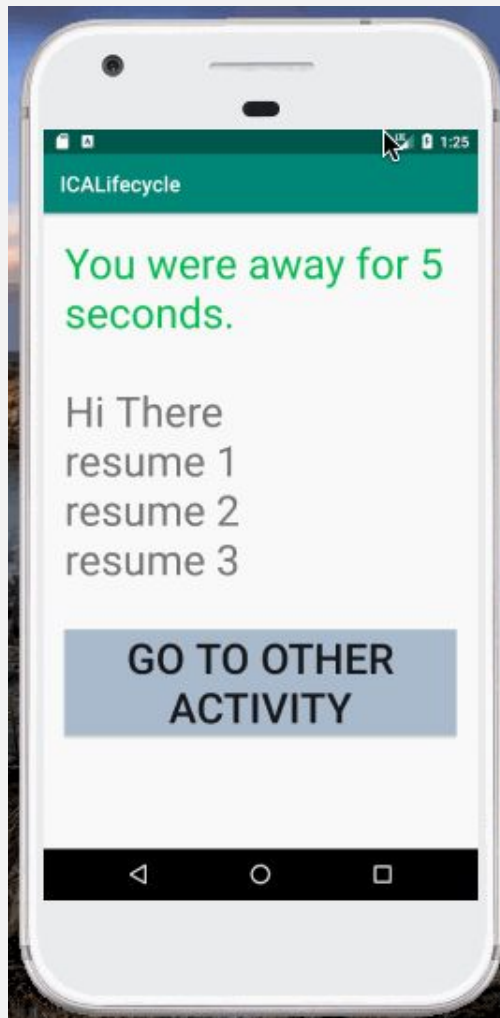 1:25
ICALifecycle
You were away for 5
seconds.
Hi There
resume 1
resume 2
resume 3
GO TO OTHER
ACTIVITY